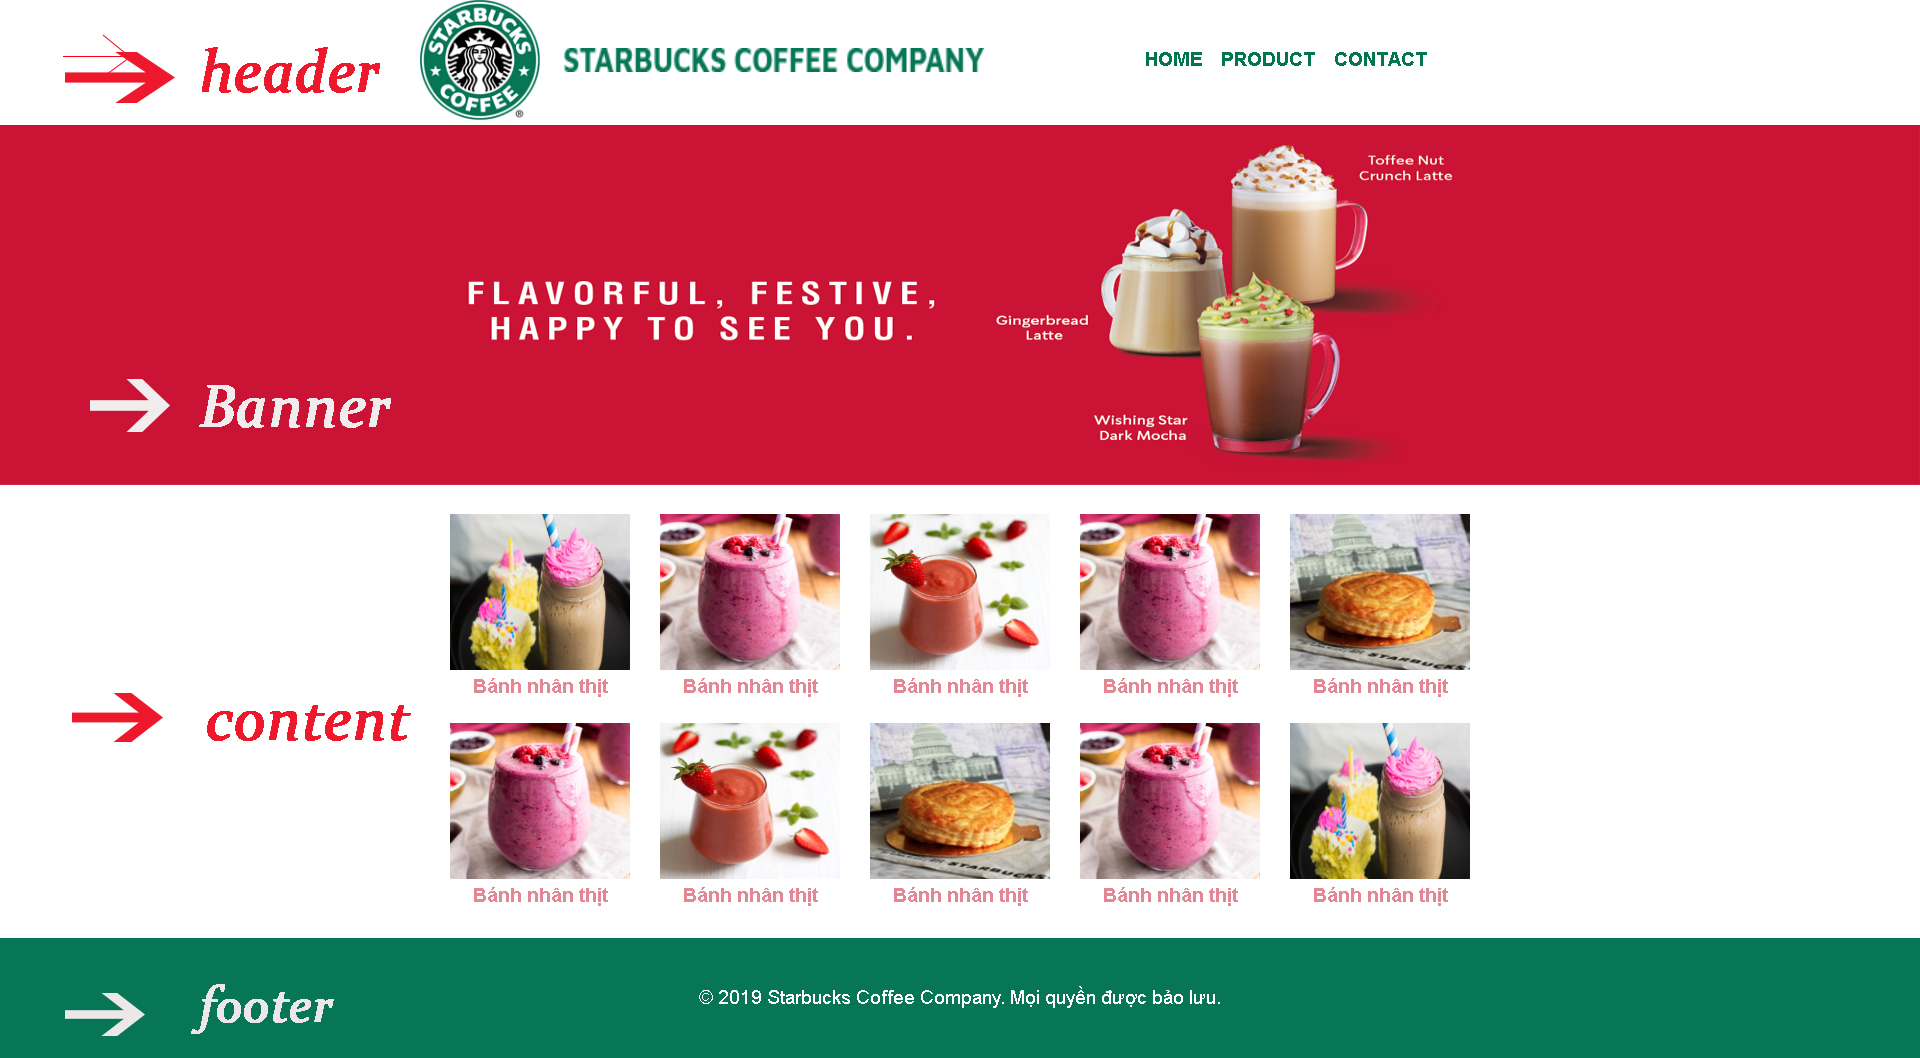 header
STARBUCKS
COFFEE
®
STARBUCKS COFFEE COMPANY
HOME PRODUCT CONTACT
Toffee Nut
Crunch Latte
FLAVORFUL, FESTIVE,
HAPPY TO SEE YOU.
Gingerbread
Latte
Banner
Wishing Star
Dark Mocha
STARBUCKS
Bánh nhân thịt Bánh nhân thịt Bánh nhân thịt Bánh nhân thịt Bánh nhân thịt
content
STARBUCKS
Bánh nhân thịt Bánh nhân thịt Bánh nhân thịt Bánh nhân thịt Bánh nhân thịt
footer
© 2019 Starbucks Coffee Company. Mọi quyền được bảo lưu.